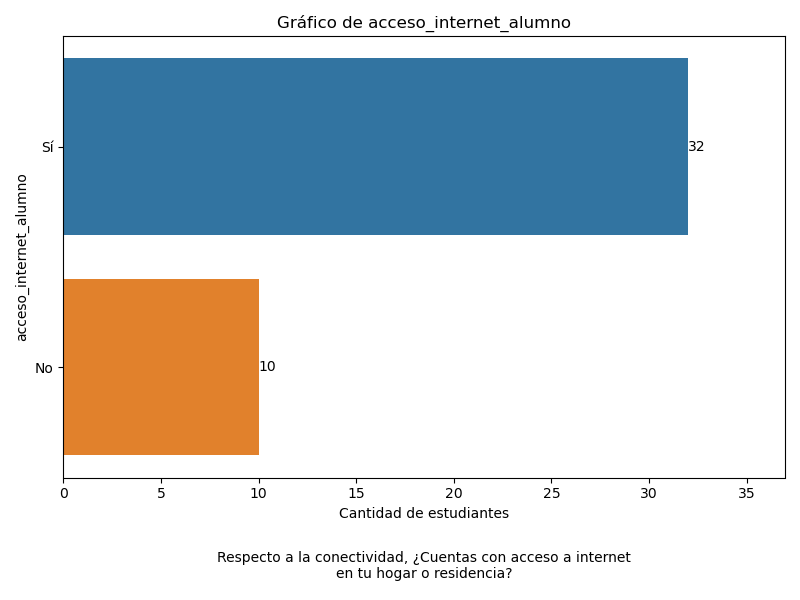 Gráfico de acceso_internet_alumno
acceso_internet_alumno
Sí
32
No
10
0 5 10 15 20 25 30 35
Cantidad de estudiantes
Respecto a la conectividad, ¿Cuentas con acceso a internet
en tu hogar o residencia?